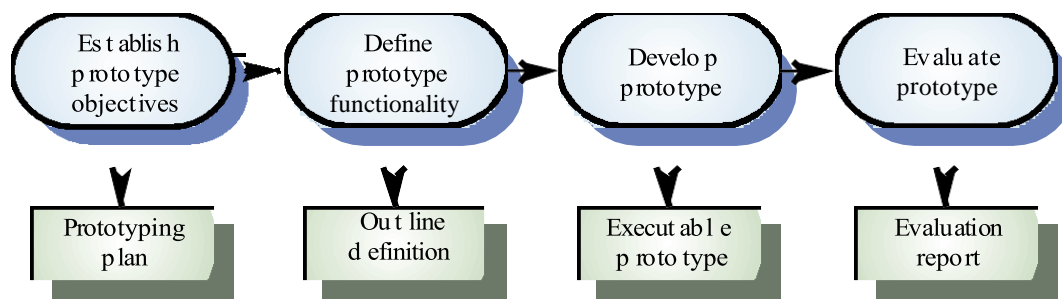 Establish
prototype
objectives
Define
prototype
functionality
Develop
prototype
Evaluate
prototype
Prototyping
plan
Outline
definition
Executable
prototype
Evaluation
report